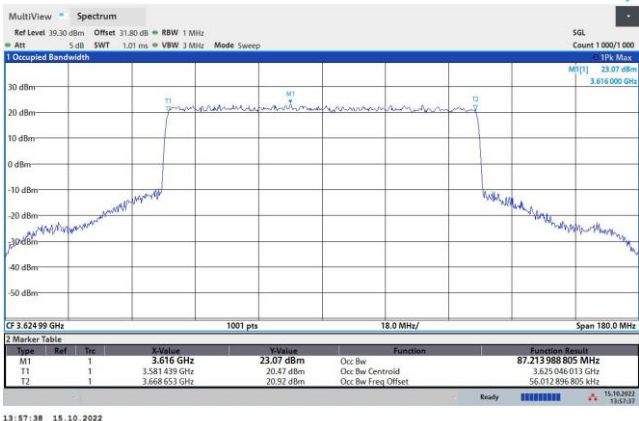 MultiView Spectrum
Ref Level 39.30 dBm Offset 31.80 dB RBW 1 MHz SGL
Att 5 dB SWT 1.01 ms VBW 3 MHz Mode Sweep Count 1 000/1 000
1 Occupied Bandwidth 1Pk Max
M1[1] 23.07 dBm
3.616 000 GHz
30 dBm
M1
T1 T2
20 dBm
10 dBm
0 dBm
-10 dBm
-20 dBm
-30 dBm
-40 dBm
-50 dBm
CF 3.624 99 GHz 1001 pts 18.0 MHz/ Span 180.0 MHz
2 Marker Table
Type Ref Trc X-Value Y-Value Function Function Result
M1 1 3.616 GHz 23.07 dBm Occ Bw 87.213 988 805 MHz
T1 1 3.581 439 GHz 20.47 dBm Occ Bw Centroid 3.625 046 013 GHz
T2 1 3.668 653 GHz 20.92 dBm Occ Bw Freq Offset 56.012 896 805 kHz
Ready 15.10.2022
13:57:37
13:57:38 15.10.2022